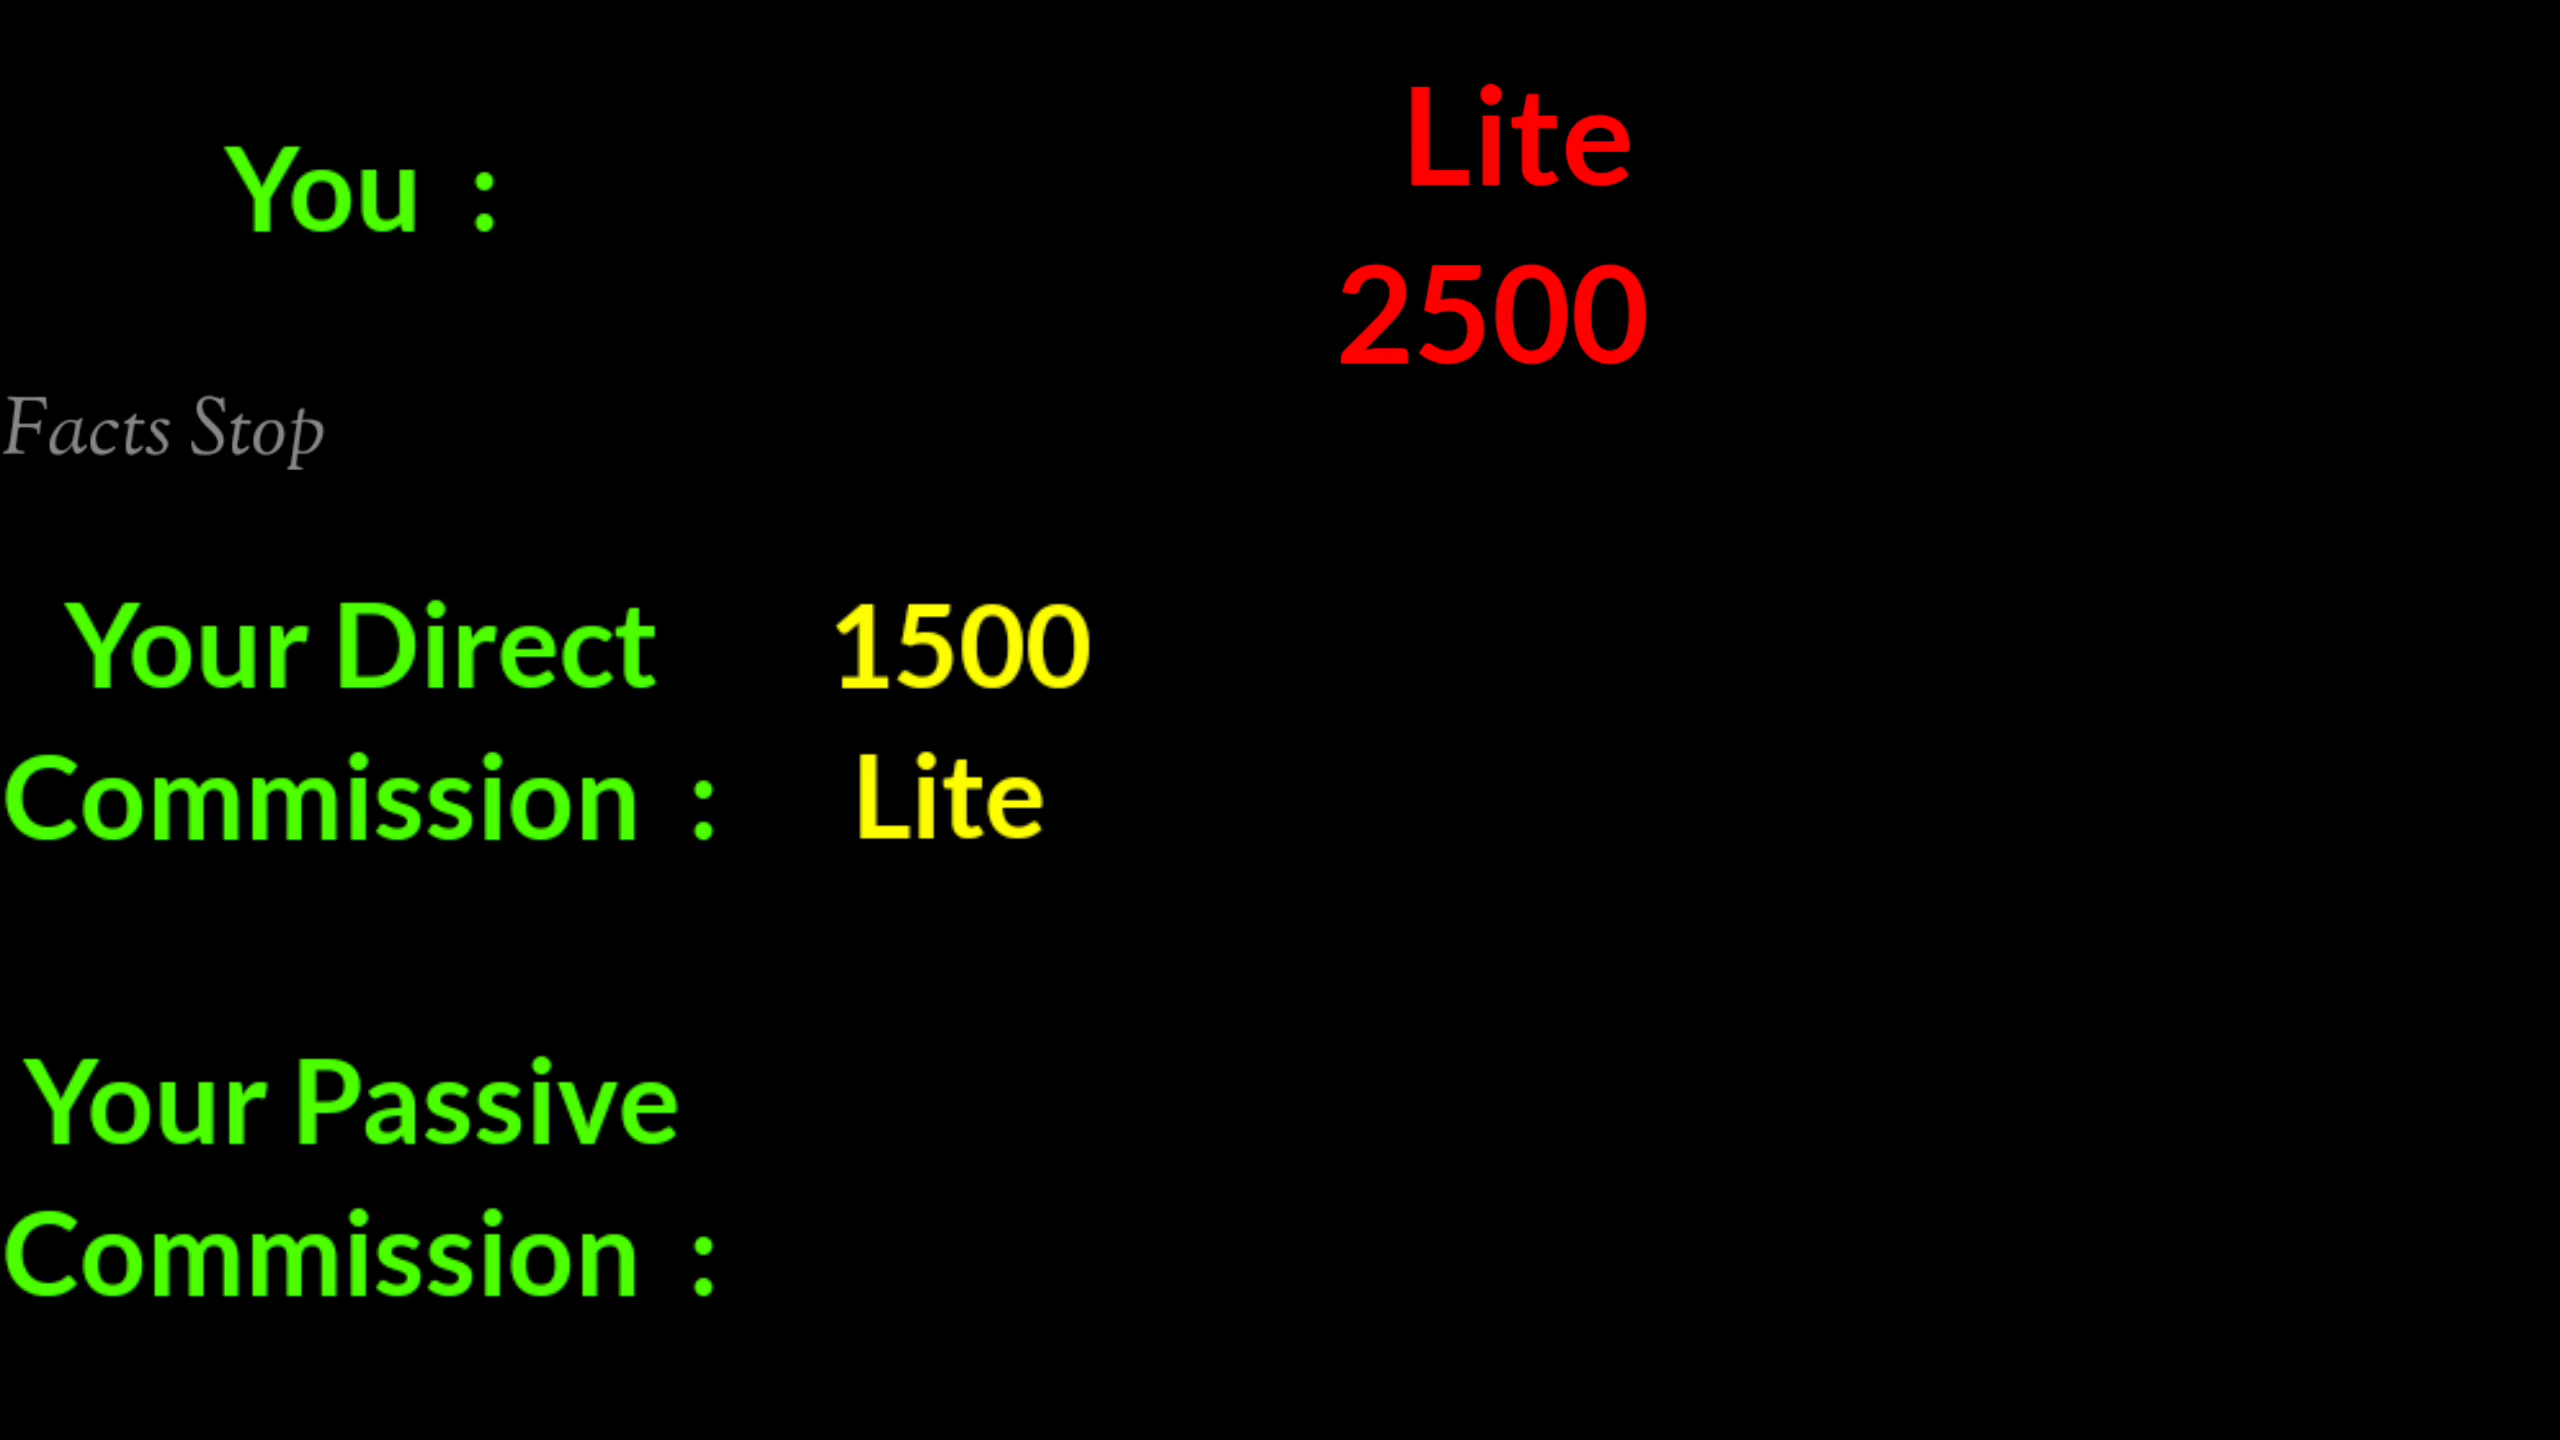 Lite
You :
2500
Facts Stop
Your Direct 1500
Commission : Lite
Your Passive
Commission :